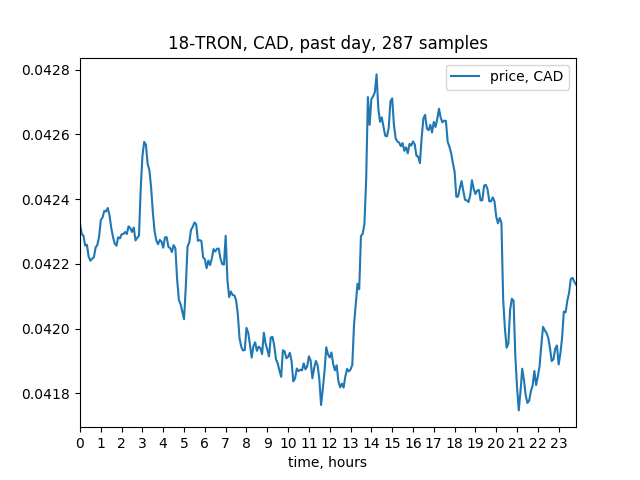 18-TRON, CAD, past day, 287 samples
price, CAD
0.0428
0.0426
0.0424
0.0422
0.0420
0.0418
0 1 2 3 4 5 6 7 8 9 10 11 12 13 14 15 16 17 18 19 20 21 22 23
time, hours